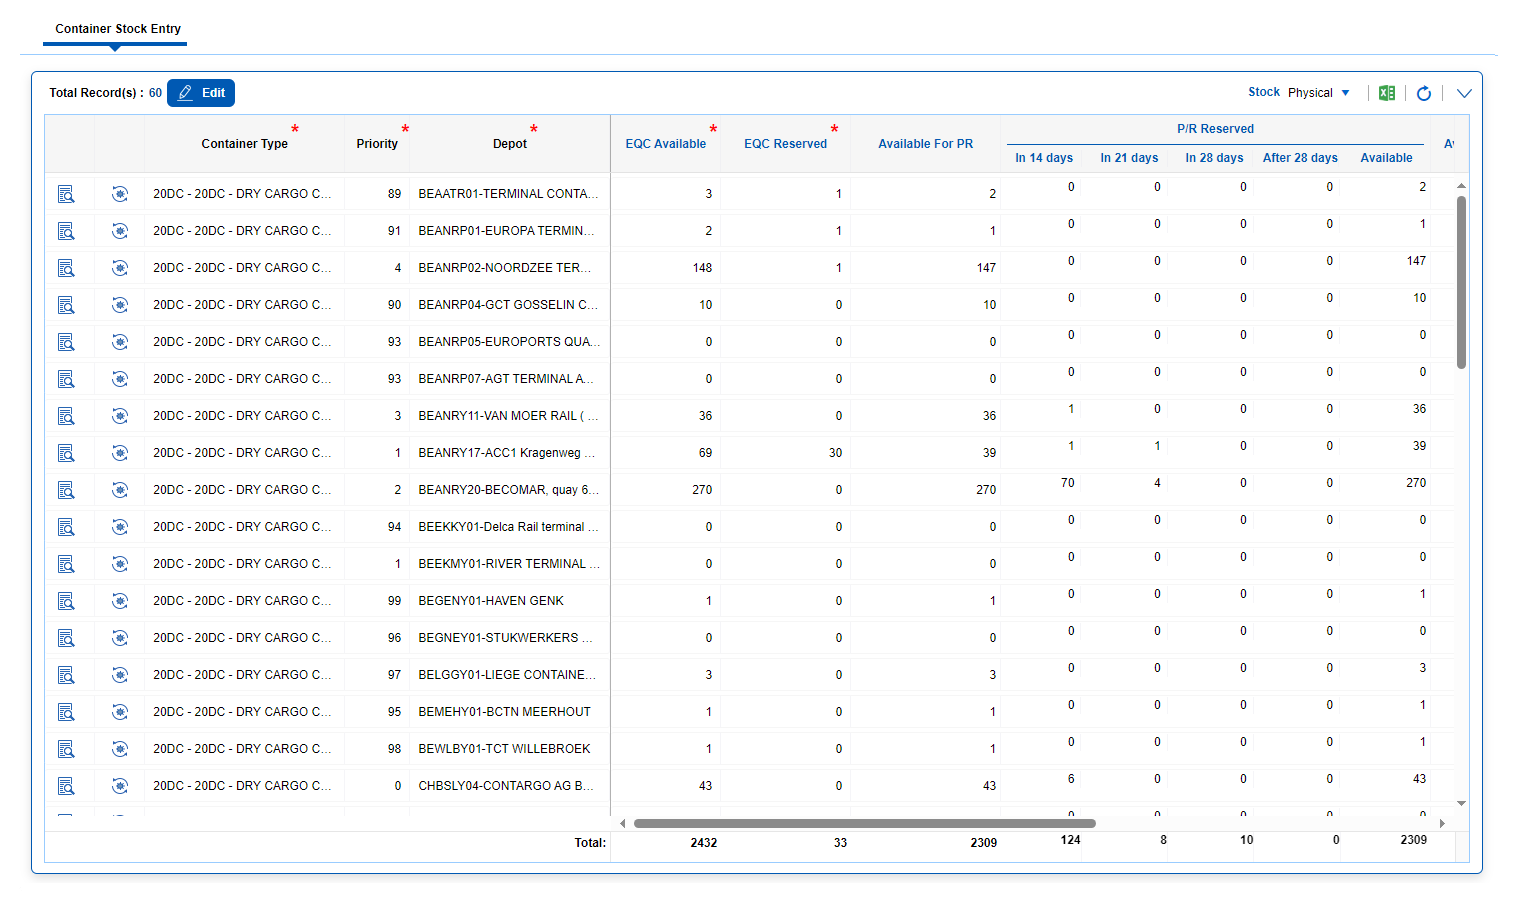 Container Stock Entry
Total Record(s) : 60 Edit Stock Physical
Container Type * Priority * Depot * EQC Available * EQC Reserved * Available For PR P/R Reserved
In 14 days In 21 days In 28 days After 28 days Available
20DC - 20DC - DRY CARGO C... 89 BEAATR01-TERMINAL CONTA... 3 1 2 0 0 0 0 2
20DC - 20DC - DRY CARGO C... 91 BEANRP01-EUROPA TERMIN... 2 1 1 0 0 0 0 1
20DC - 20DC - DRY CARGO C... 4 BEANRP02-NOORDZEE TER... 148 1 147 0 0 0 0 147
20DC - 20DC - DRY CARGO C... 90 BEANRP04-GCT GOSSELIN C... 10 0 10 0 0 0 0 10
20DC - 20DC - DRY CARGO C... 93 BEANRP05-EUROPORTS QUA... 0 0 0 0 0 0 0 0
20DC - 20DC - DRY CARGO C... 93 BEANRP07-AGT TERMINAL A... 0 0 0 0 0 0 0 0
20DC - 20DC - DRY CARGO C... 3 BEANRY11-VAN MOER RAIL ( ... 36 0 36 1 0 0 0 36
20DC - 20DC - DRY CARGO C... 1 BEANRY17-ACC1 Kragenweg ... 69 30 39 1 1 0 0 39
20DC - 20DC - DRY CARGO C... 2 BEANRY20-BECOMAR, quay 6... 270 0 270 70 4 0 0 270
20DC - 20DC - DRY CARGO C... 94 BEEKKY01-Delca Rail terminal ... 0 0 0 0 0 0 0 0
20DC - 20DC - DRY CARGO C... 1 BEEKMY01-RIVER TERMINAL ... 0 0 0 0 0 0 0 0
20DC - 20DC - DRY CARGO C... 99 BEGENY01-HAVEN GENK 1 0 1 0 0 0 0 1
20DC - 20DC - DRY CARGO C... 96 BEGNEY01-STUKWERKERS ... 0 0 0 0 0 0 0 0
20DC - 20DC - DRY CARGO C... 97 BELGGY01-LIEGE CONTAINE... 3 0 3 0 0 0 0 3
20DC - 20DC - DRY CARGO C... 95 BEMEHY01-BCTN MEERHOUT 1 0 1 0 0 0 0 1
20DC - 20DC - DRY CARGO C... 98 BEWLBY01-TCT WILLEBROEK 1 0 1 0 0 0 0 1
20DC - 20DC - DRY CARGO C... 0 CHBSLY04-CONTARGO AG B... 43 0 43 6 0 0 0 43
Total: 2432 33 2309 124 8 10 0 2309